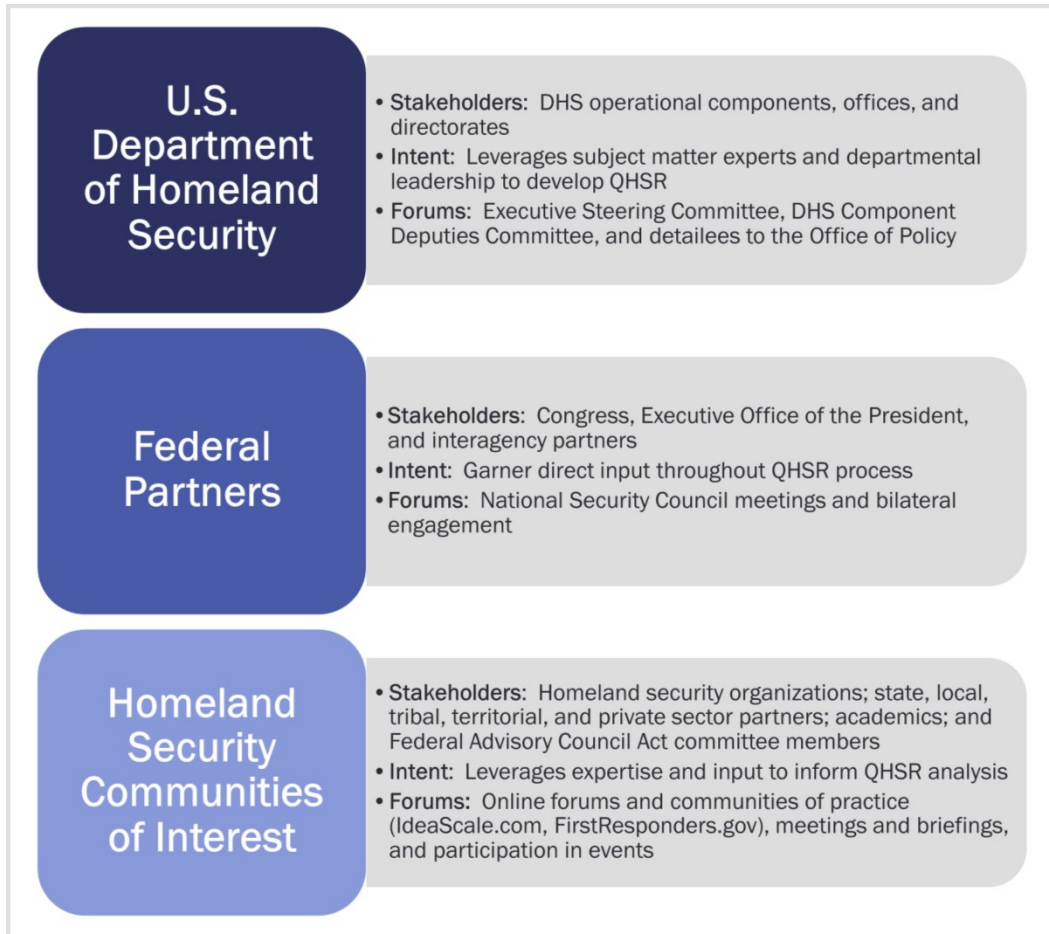 U.S.
Department
of Homeland
Security
• Stakeholders: DHS operational components, offices, and
directorates
• Intent: Leverages subject matter experts and departmental
leadership to develop QHSR
• Forums: Executive Steering Committee, DHS Component
Deputies Committee, and detailees to the Office of Policy
Federal
Partners
• Stakeholders: Congress, Executive Office of the President,
and interagency partners
• Intent: Garner direct input throughout QHSR process
• Forums: National Security Council meetings and bilateral
engagement
Homeland
Security
Communities
of Interest
• Stakeholders: Homeland security organizations; state, local,
tribal, territorial, and private sector partners; academics; and
Federal Advisory Council Act committee members
• Intent: Leverages expertise and input to inform QHSR analysis
• Forums: Online forums and communities of practice
(IdeaScale.com, FirstResponders.gov), meetings and briefings,
and participation in events